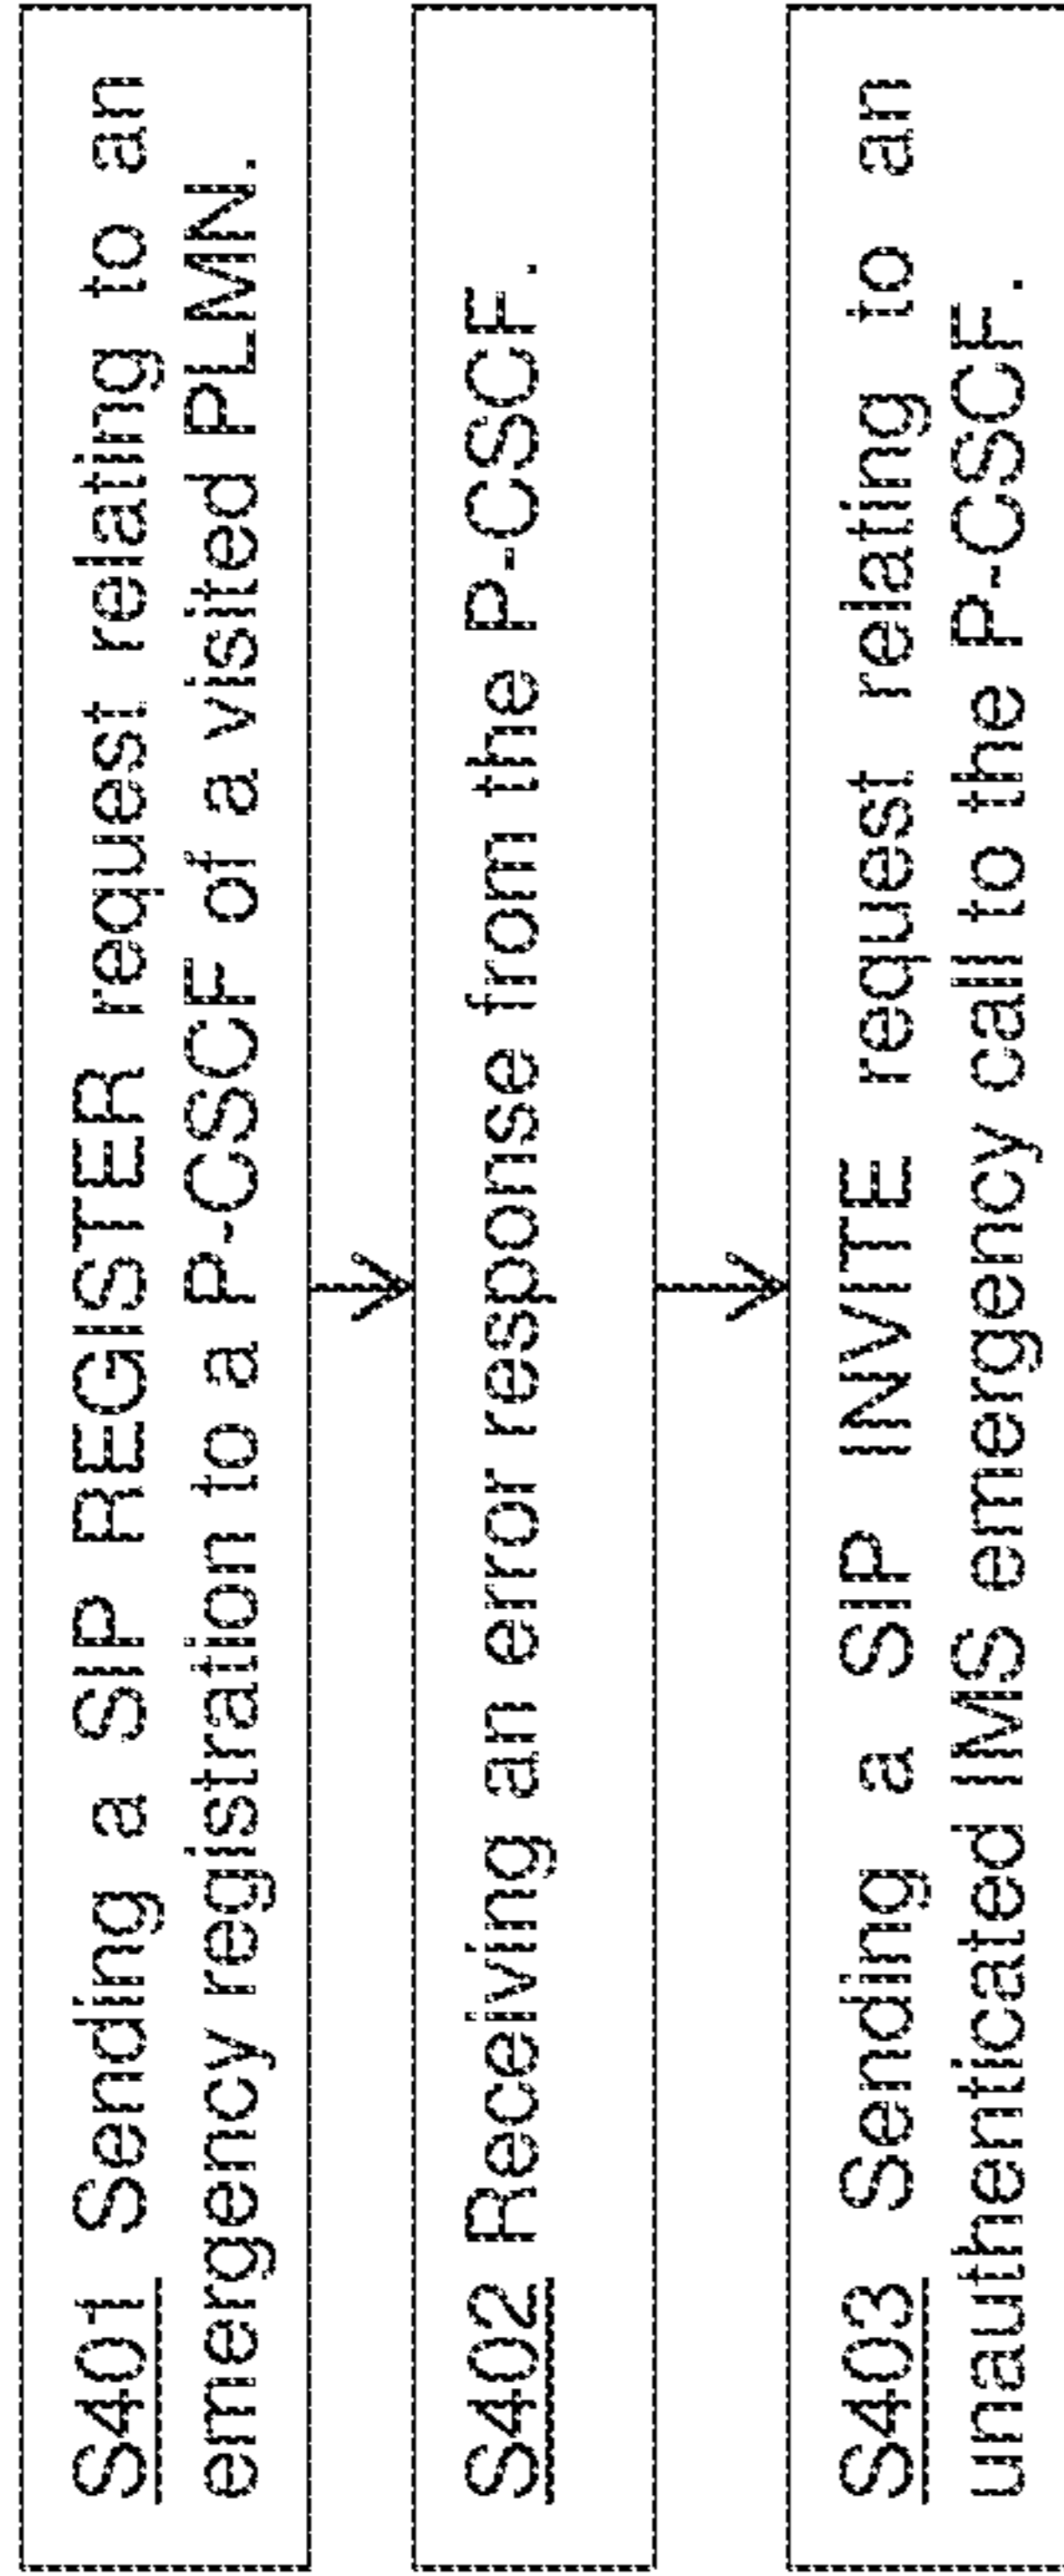 S401 Sending a SIP REGISTER request relating to an
emergency registration to a P-CSCF of a visited PLMN.
S402 Receiving an error response from the P-CSCF.
S403 Sending a SIP INVITE request relating to an
unauthenticated IMS emergency call to the P-CSCF.